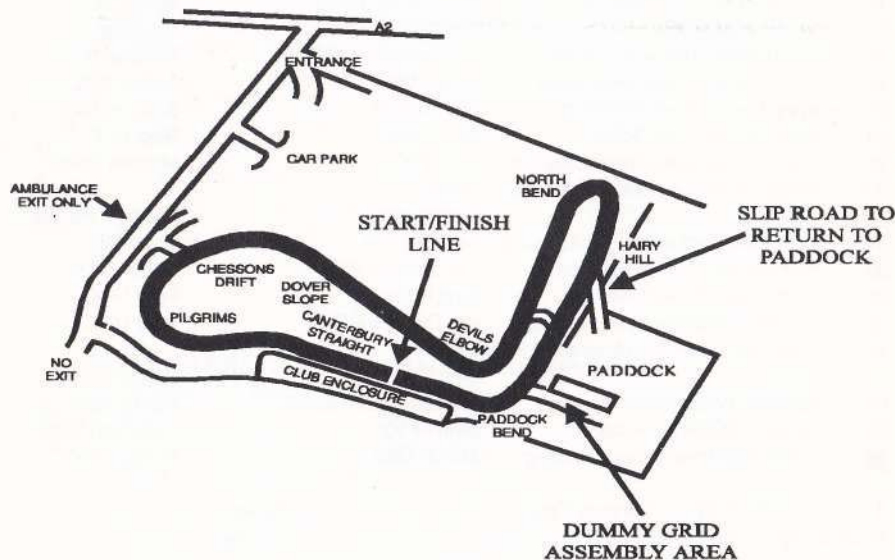 A2
ENTRANCE
CAR PARK
AMBULANCE
EXIT ONLY
NORTH
BEND
START/FINISH
LINE
SLIP ROAD TO
RETURN TO
PADDOCK
HAIRY
HILL
CHESSONS
DRIFT
DOVER
SLOPE
PILGRIMS
CANTERBURY
STRAIGHT
DEVILS
ELBOW
NO
EXIT
CLUB ENCLOSURE
PADDOCK
PADDOCK
BEND
DUMMY GRID
ASSEMBLY AREA